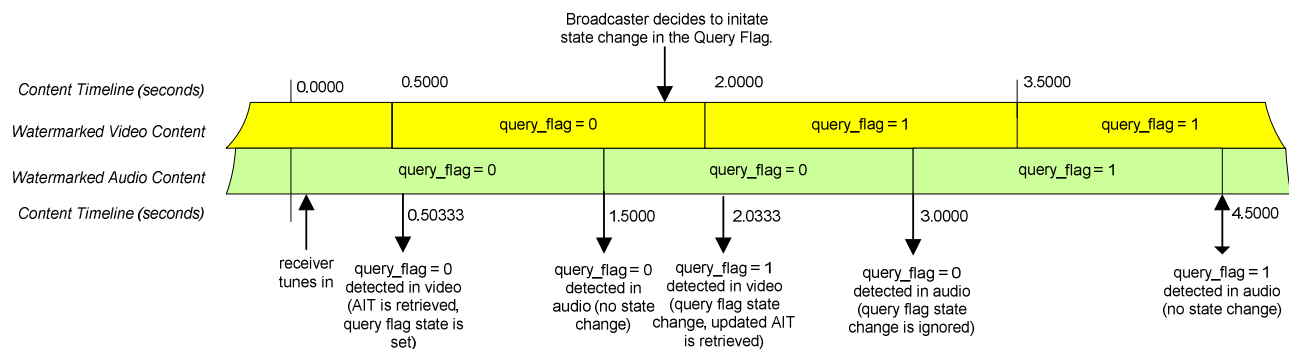 Broadcaster decides to initate
state change in the Query Flag.
Content Timeline (seconds)
0.0000
0.5000
2.0000
3.5000
Watermarked Video Content
query_flag = 0
query_flag = 1
query_flag = 1
Watermarked Audio Content
query_flag = 0
query_flag = 0
query_flag = 1
Content Timeline (seconds)
0.50333
1.5000
2.0333
3.0000
4.5000
receiver
tunes in
query_flag = 0
detected in video
(AIT is retrieved,
query flag state is
set)
query_flag = 0
detected in
audio (no state
change)
query_flag = 1
detected in video
(query flag state
change, updated AIT
is retrieved)
query_flag = 0
detected in audio
(query flag state
change is ignored)
query_flag = 1
detected in audio
(no state change)